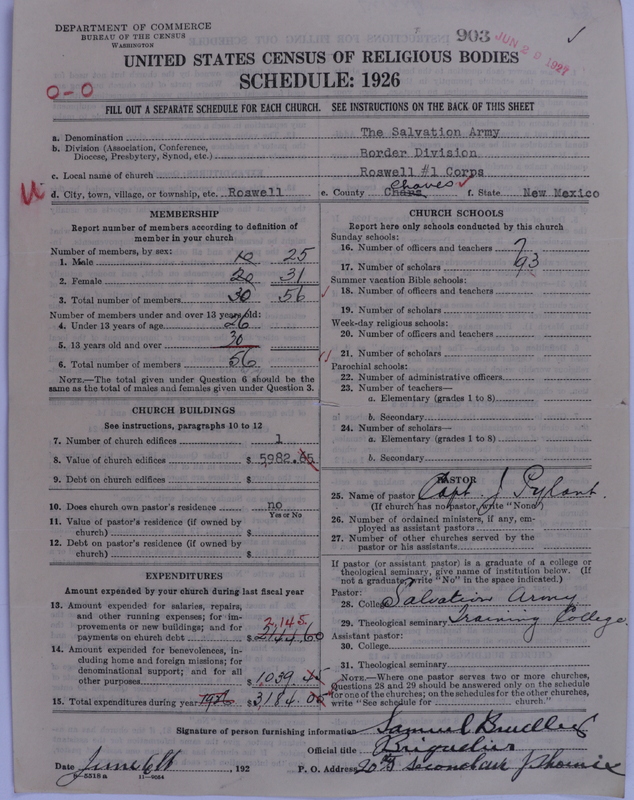 DEPARTMENT OF COMMERCE
BUREAU OF THE CENSUS
WASHINGTON
903
JUN 29 1927
UNITED STATES CENSUS OF RELIGIOUS BODIES
SCHEDULE: 1926
0-0
FILL OUT A SEPARATE SCHEDULE FOR EACH CHURCH. SEE INSTRUCTIONS ON THE BACK OF THIS SHEET
a. Denomination The Salvation Army
b. Division (Association, Conference, Diocese, Presbytery, Synod, etc.) Border Division
c. Local name of church Roswell #1 Corps
d. City, town, village, or township, etc. Roswell e. County Chaves f. State New Mexico
MEMBERSHIP
Report number of members according to definition of
member in your church
Number of members, by sex:
1. Male 10 25
2. Female 20 31
3. Total number of members 30 56
Number of members under and over 13 years old:
4. Under 13 years of age 26
5. 13 years old and over 30
6. Total number of members 56
NOTE.—The total given under Question 6 should be the
same as the total of males and females given under Question 3.
CHURCH BUILDINGS
See instructions, paragraphs 10 to 12
7. Number of church edifices 1
8. Value of church edifices $ 5982.65
9. Debt on church edifices $
10. Does church own pastor's residence no
Yes or No
11. Value of pastor's residence (if owned by
church) $
12. Debt on pastor's residence (if owned by
church) $
EXPENDITURES
Amount expended by your church during last fiscal year
13. Amount expended for salaries, repairs,
and other running expenses; for im-
provements or new buildings; and for
payments on church debt $ 2144.60 2,145.
14. Amount expended for benevolences, in-
cluding home and foreign missions; for
denominational support; and for all
other purposes $ 1039.45
15. Total expenditures during year 1926 $ 3184.05
CHURCH SCHOOLS
Report here only schools conducted by this church
Sunday schools:
16. Number of officers and teachers 7
17. Number of scholars 93
Summer vacation Bible schools:
18. Number of officers and teachers
19. Number of scholars
Week-day religious schools:
20. Number of officers and teachers
21. Number of scholars
Parochial schools:
22. Number of administrative officers
23. Number of teachers—
a. Elementary (grades 1 to 8)
b. Secondary
24. Number of scholars—
a. Elementary (grades 1 to 8)
b. Secondary
PASTOR
25. Name of pastor Capt. J Pylant.
(If church has no pastor, write "None")
26. Number of ordained ministers, if any, em-
ployed as assistant pastors
27. Number of other churches served by the
pastor or his assistants
If pastor (or assistant pastor) is a graduate of a college or
theological seminary, give name of institution below. (If
not a graduate, write "No" in the space indicated.)
Pastor:
28. College Salvation Army
29. Theological seminary Training College.
Assistant pastor:
30. College
31. Theological seminary
NOTE.—Where one pastor serves two or more churches,
Questions 28 and 29 should be answered only on the schedule
for one of the churches; on the schedules for the other churches,
write "See schedule for church."
Signature of person furnishing information Samuel Bradley
Official title Brigadier
Date June 6th 192 P. O. Address Phoenix
8-5518a 11-9064